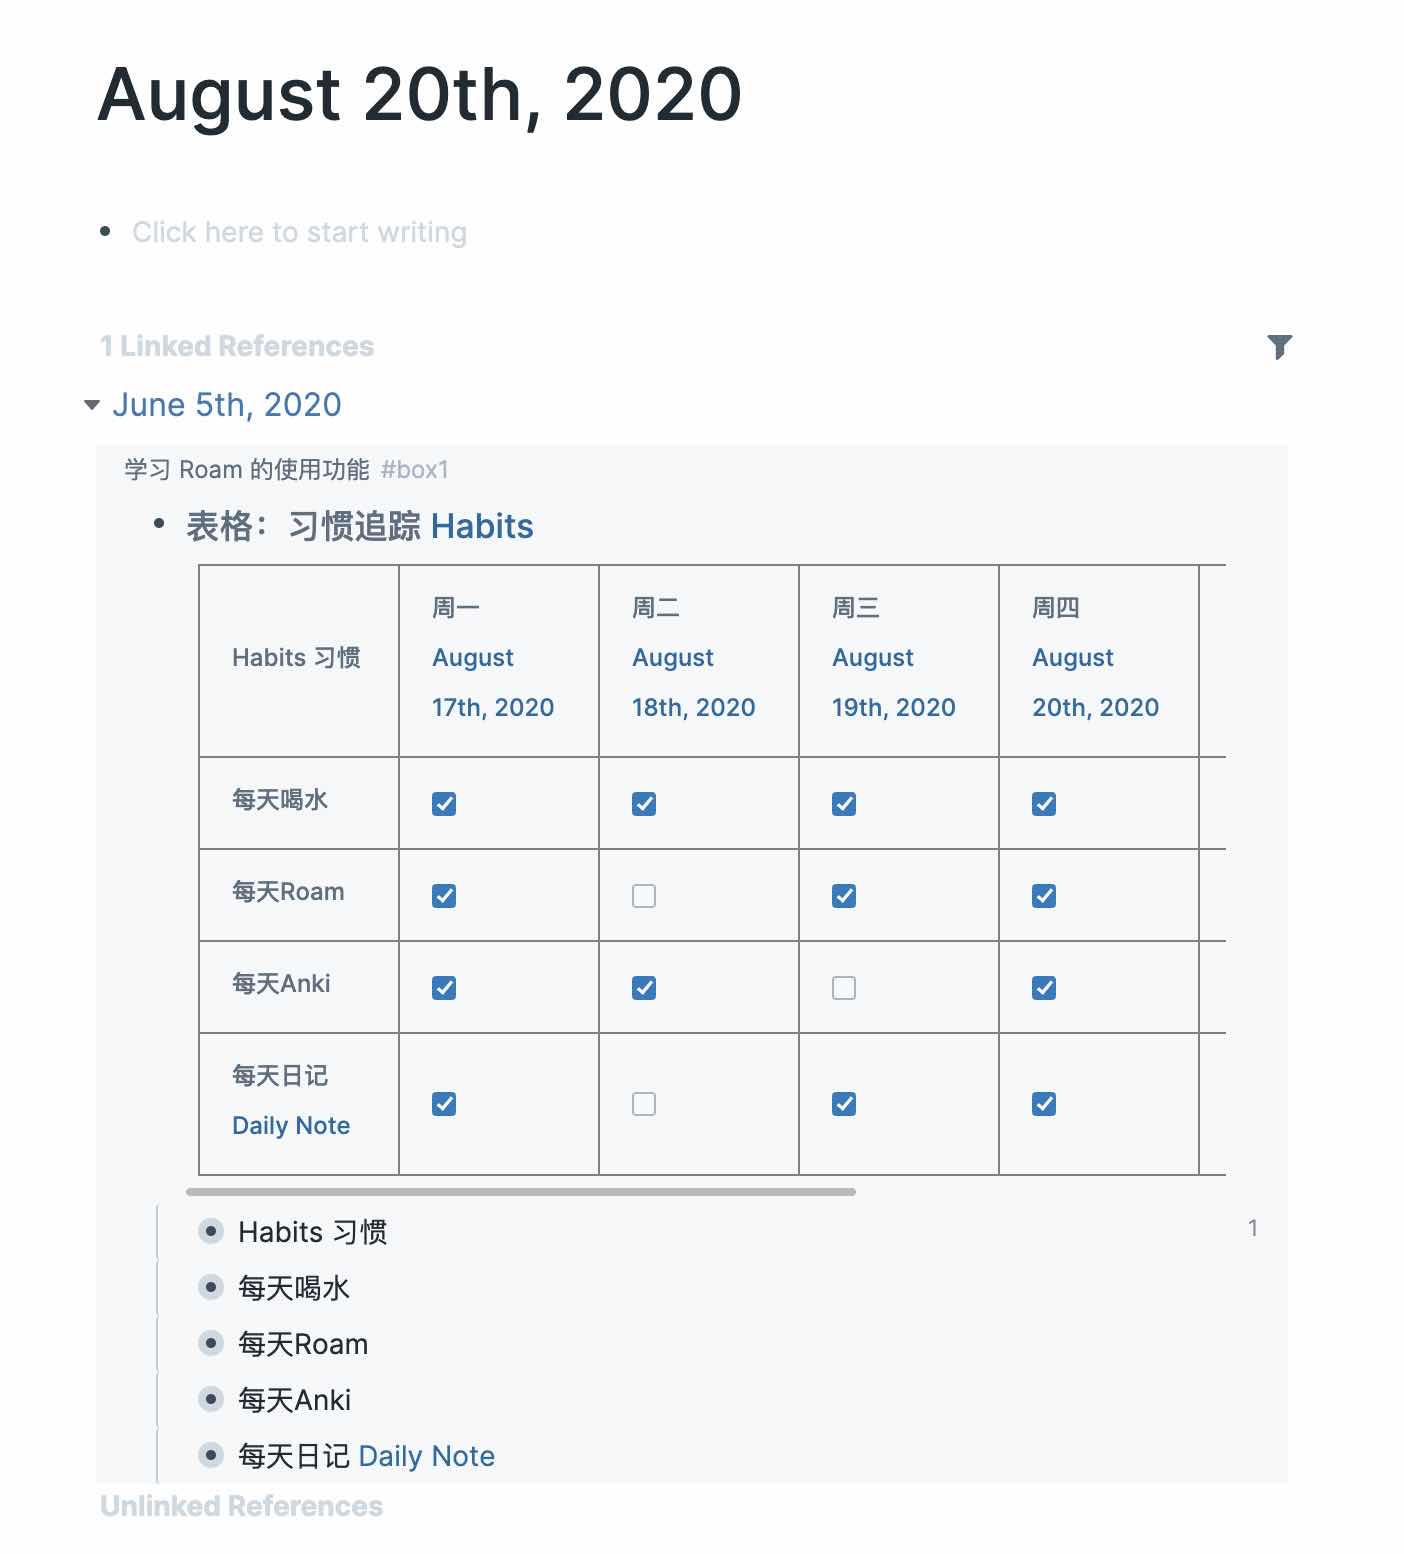 August 20th, 2020
Click here to start writing
1 Linked References
June 5th, 2020
学习 Roam 的使用功能 #box1
表格：习惯追踪 Habits
Habits 习惯
周一
August
17th, 2020
周二
August
18th, 2020
周三
August
19th, 2020
周四
August
20th, 2020
每天喝水
每天Roam
每天Anki
每天日记
Daily Note
Habits 习惯
1
每天喝水
每天Roam
每天Anki
每天日记 Daily Note
Unlinked References